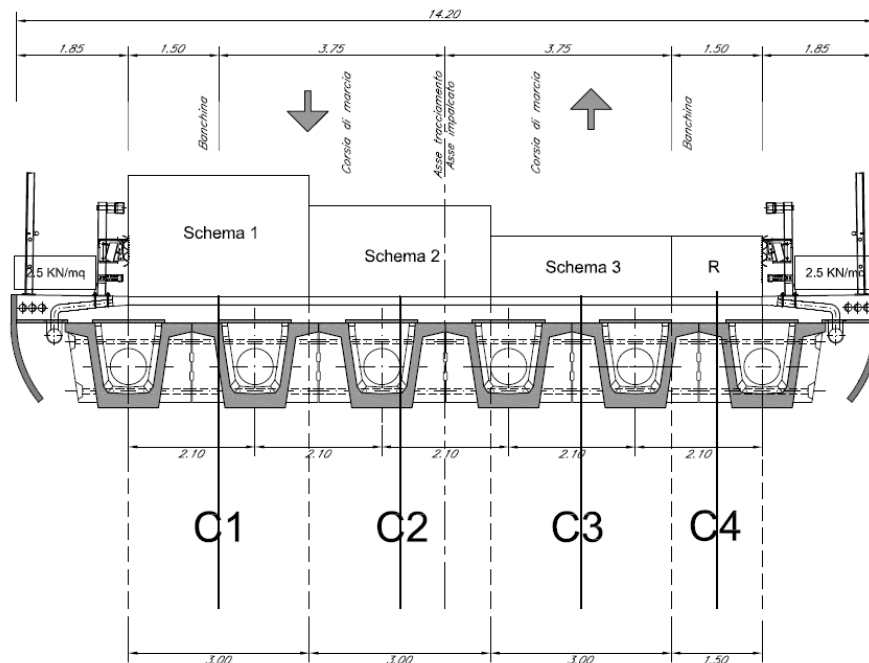 14.20
1.85 1.50 3.75 3.75 1.50 1.85
Banchina
Corsia di marcia
Asse tracciamento
Asse impalcato
Corsia di marcia
Banchina
Schema 1
Schema 2
Schema 3
R
2.5 KN/mq
2.5 KN/m
2.10 2.10 2.10 2.10 2.10
C1 C2 C3 C4
3.00 3.00 3.00 1.50